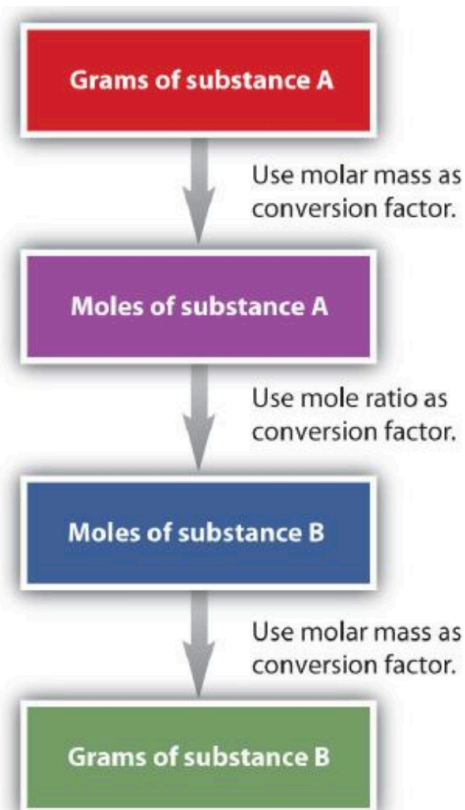 Grams of substance A
Use molar mass as
conversion factor.
Moles of substance A
Use mole ratio as
conversion factor.
Moles of substance B
Use molar mass as
conversion factor.
Grams of substance B